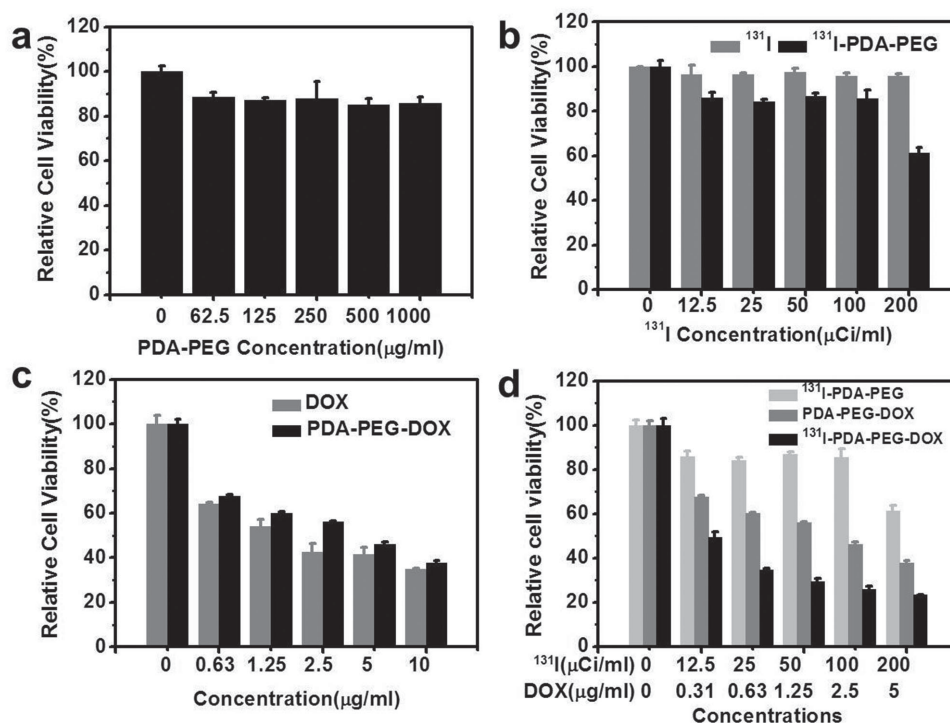 a
120
100
80
60
40
20
0
Relative Cell Viability(%)
0 62.5 125 250 500 1000
PDA-PEG Concentration(μg/ml)
b
131I 131I-PDA-PEG
120
100
80
60
40
20
0
Relative Cell Viability(%)
0 12.5 25 50 100 200
131I Concentration(μCi/ml)
c
DOX
PDA-PEG-DOX
120
100
80
60
40
20
0
Relative Cell Viability(%)
0 0.63 1.25 2.5 5 10
Concentration(μg/ml)
d
131I-PDA-PEG
PDA-PEG-DOX
131I-PDA-PEG-DOX
120
100
80
60
40
20
0
Relative cell viability(%)
131I(μCi/ml) 0 12.5 25 50 100 200
DOX(μg/ml) 0 0.31 0.63 1.25 2.5 5
Concentrations